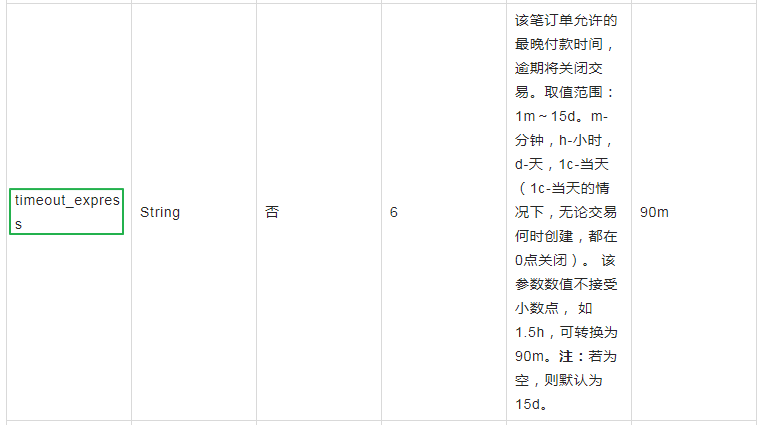 timeout_expres
s
String
否
6
该笔订单允许的
最晚付款时间，
逾期将关闭交
易。取值范围：
1m～15d。m-
分钟，h-小时，
d-天，1c-当天
（1c-当天的情
况下，无论交易
何时创建，都在
0点关闭）。 该
参数数值不接受
小数点， 如
1.5h，可转换为
90m。注：若为
空，则默认为
15d。
90m